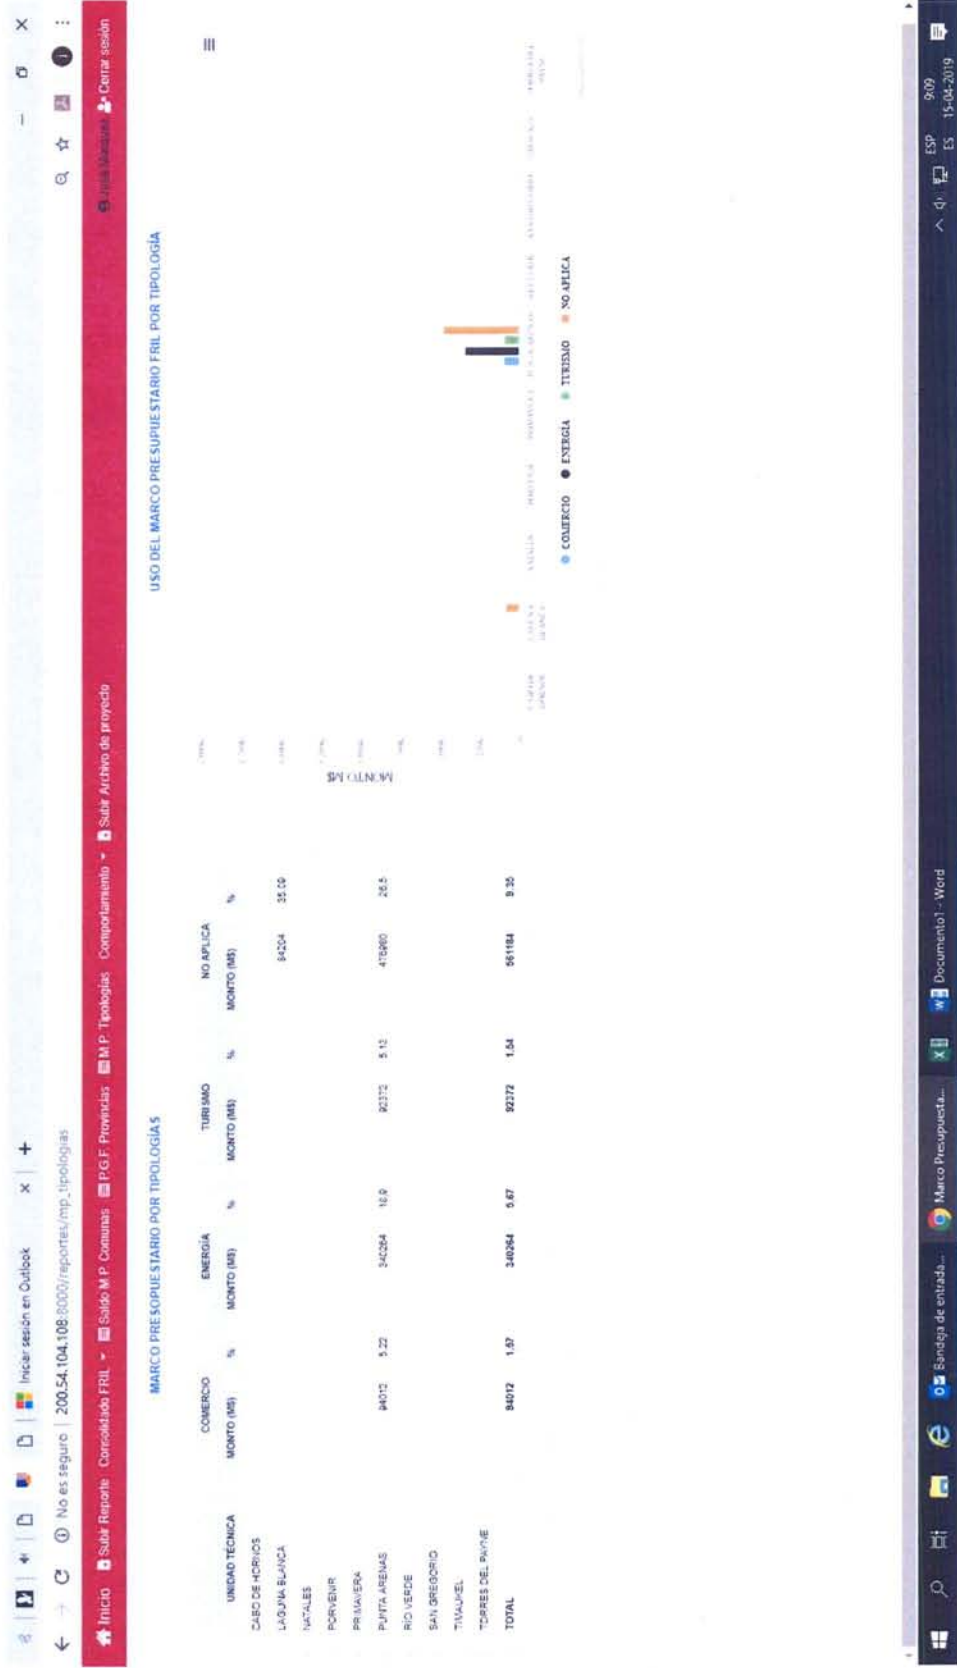 Iniciar sesión en Outlook
No es seguro | 200.54.104.108:8000/reportes/mp_tipologias
Inicio Subir Reporte Consolidado FRIL Saldo M.P. Comunas P.G.F. Provincias M.P. Tipologías Comportamiento Subir Archivo de proyecto José Marquez Cerrar sesión
MARCO PRESOPUESTARIO POR TIPOLOGÍAS
COMERCIO ENERGÍA TURISMO NO APLICA
UNIDAD TÉCNICA MONTO (M$) % MONTO (M$) % MONTO (M$) % MONTO (M$) %
CABO DE HORNOS
LAGUNA BLANCA 84204 35.09
NATALES
PORVENIR
PRIMAVERA
PUNTA ARENAS 94012 5.22 340264 18.9 92372 5.13 476980 26.5
RÍO VERDE
SAN GREGORIO
TIMAUKEL
TORRES DEL PAYNE
TOTAL 94012 1.57 340264 5.67 92372 1.54 561184 9.35
USO DEL MARCO PRESUPUESTARIO FRIL POR TIPOLOGÍA
MONTO M$
COMERCIO ENERGÍA TURISMO NO APLICA
Bandeja de entrada... Marco Presupuesta... Documento1 - Word ESP 9:09
ES 15-04-2019